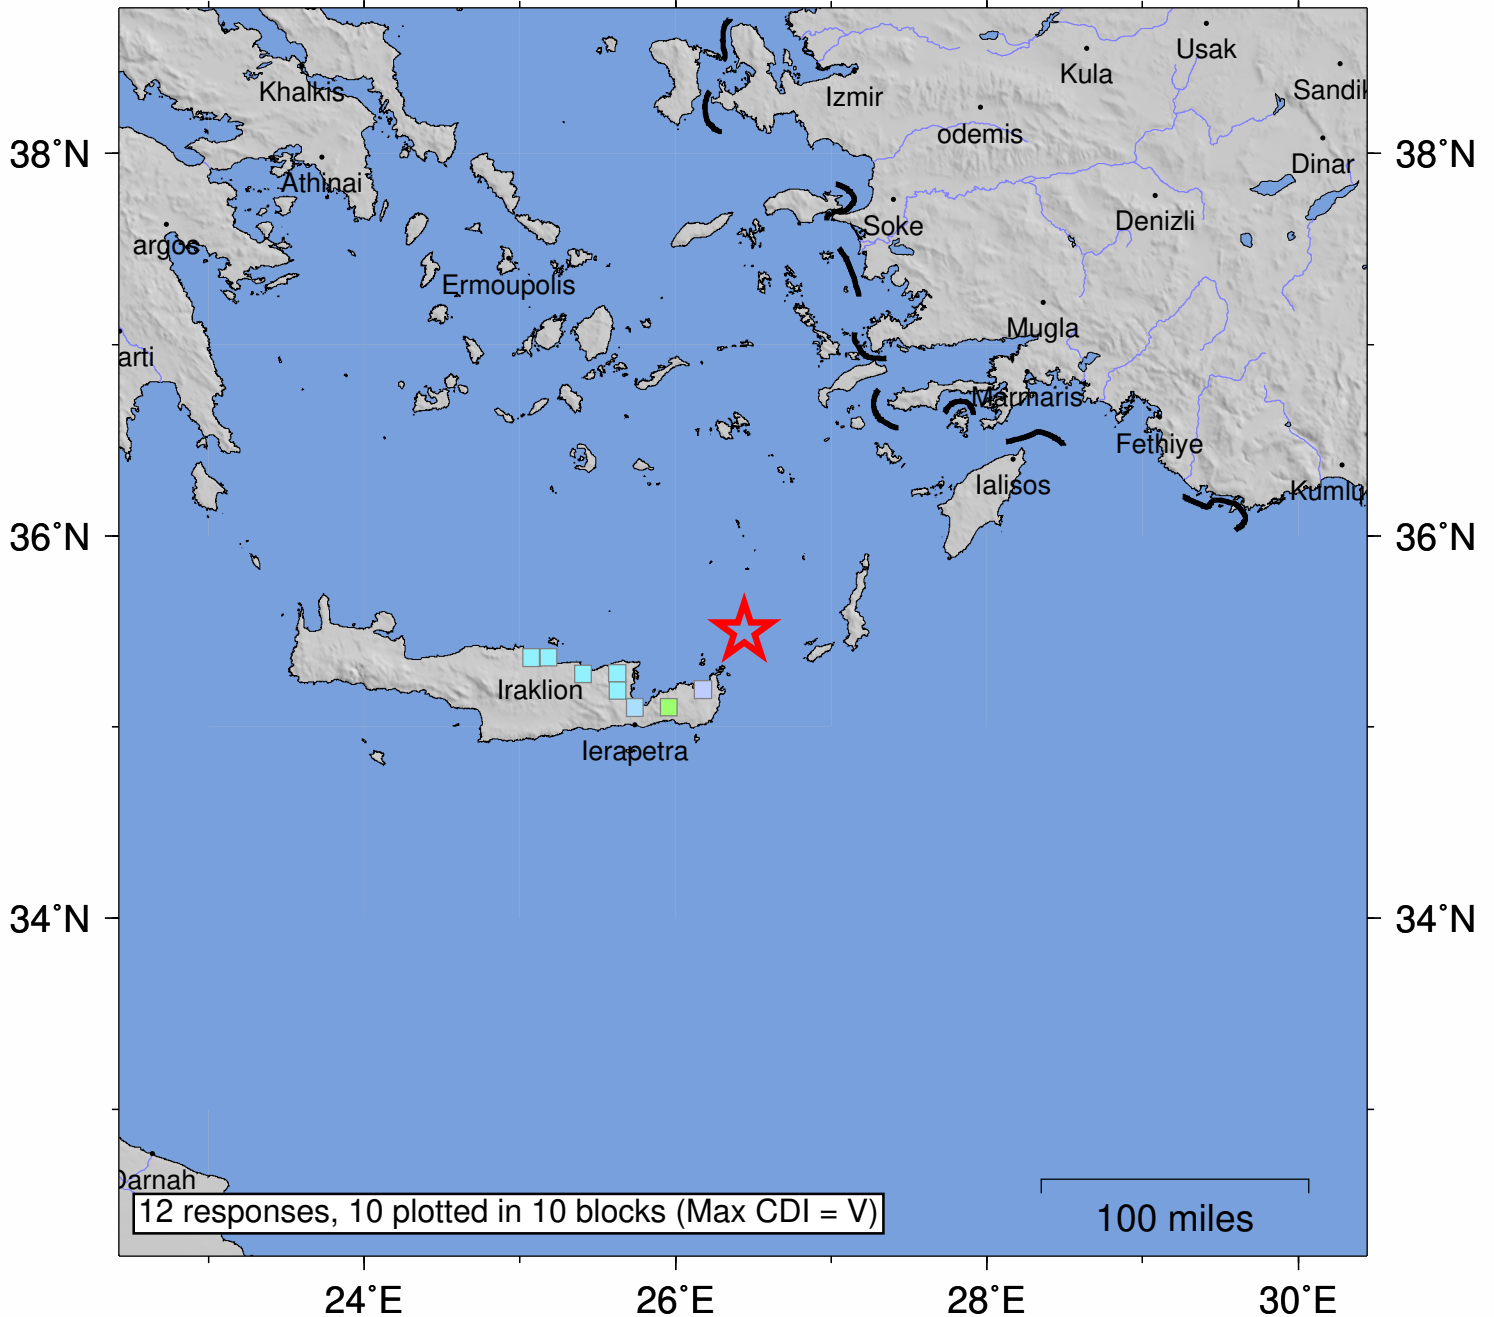 Usak
Kula
Khalkis
Izmir
Sandik
odemis
38°N
38°N
Dinar
Athinai
Denizli
Soke
argos
Ermoupolis
Mugla
arti
Marmaris
Fethiye
Ialisos
Kumlu
36°N
36°N
Iraklion
Ierapetra
34°N
34°N
Darnah
12 responses, 10 plotted in 10 blocks (Max CDI = V)
100 miles
24°E
26°E
28°E
30°E